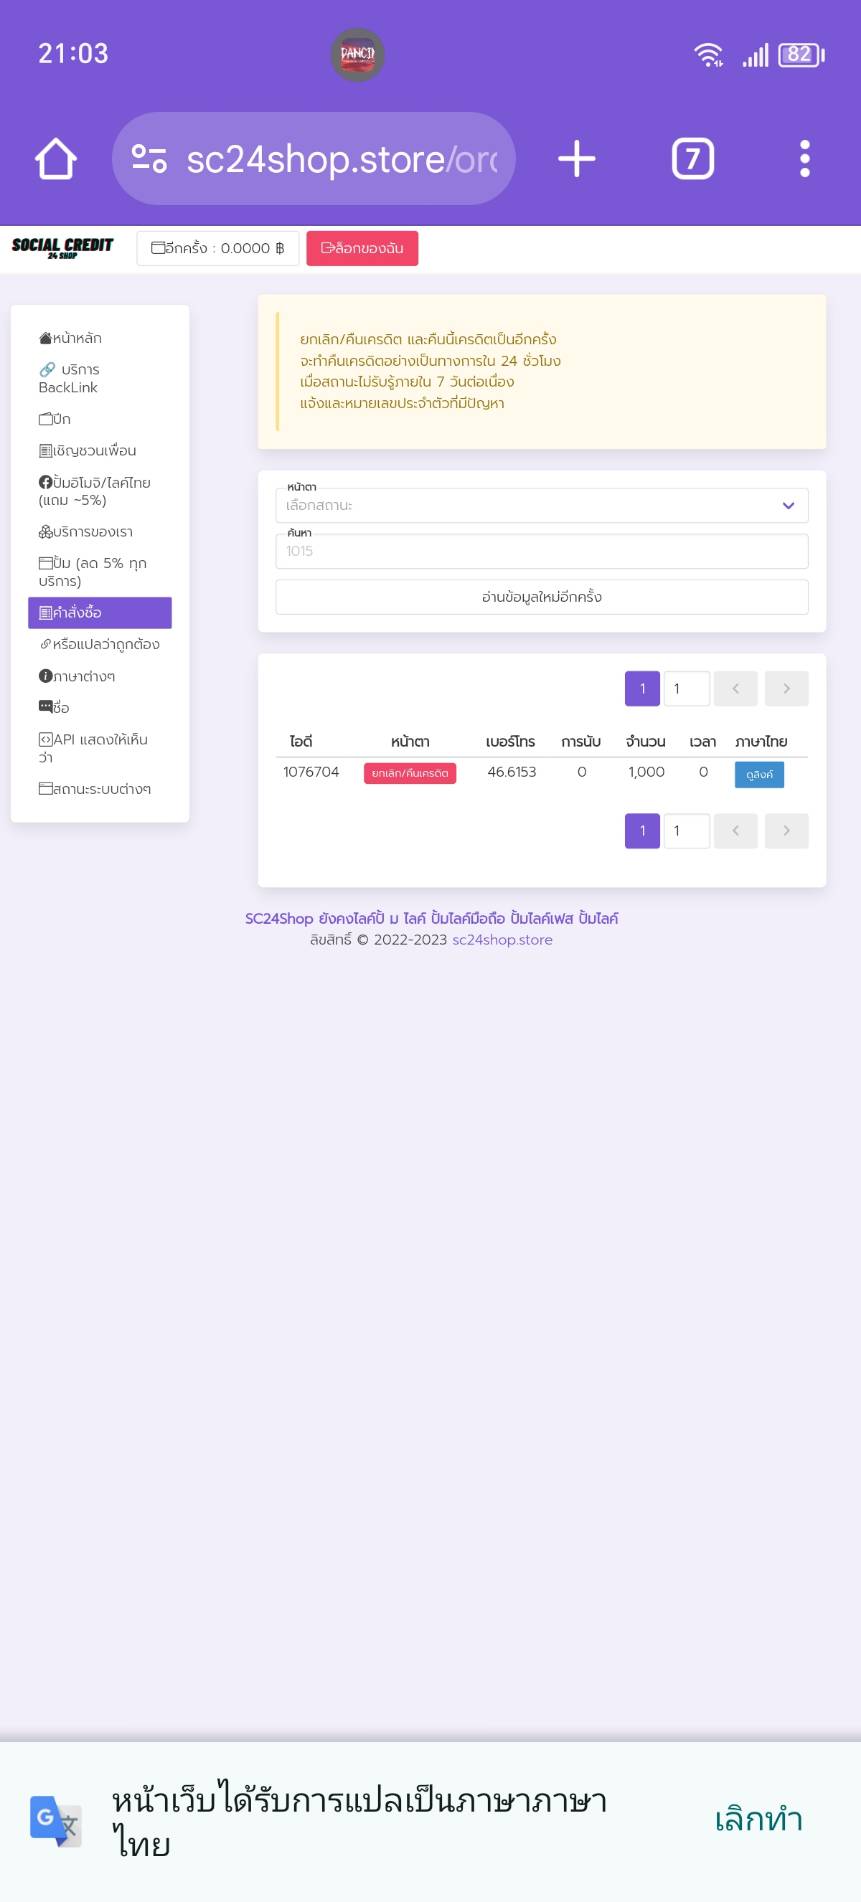 21:03
82
sc24shop.store/orc
7
SOCIAL CREDIT
24 SHOP
อีกครั้ง : 0.0000 ฿
ล็อกของฉัน
หน้าหลัก
บริการ
BackLink
ปีก
เชิญชวนเพื่อน
ปั้มอิโมจิ/ไลค์ไทย
(แถม ~5%)
บริการของเรา
ปั้ม (ลด 5% ทุก
บริการ)
คำสั่งซื้อ
หรือแปลว่าถูกต้อง
ภาษาต่างๆ
ชื่อ
API แสดงให้เห็น
ว่า
สถานะระบบต่างๆ
ยกเลิก/คืนเครดิต และคืนนี้เครดิตเป็นอีกครั้ง
จะทำคืนเครดิตอย่างเป็นทางการใน 24 ชั่วโมง
เมื่อสถานะไม่รับรู้ภายใน 7 วันต่อเนื่อง
แจ้งและหมายเลขประจำตัวที่มีปัญหา
หน้าตา
เลือกสถานะ
ค้นหา
1015
อ่านข้อมูลใหม่อีกครั้ง
1 1
ไอดี หน้าตา เบอร์โทร การนับ จำนวน เวลา ภาษาไทย
1076704 ยกเลิก/คืนเครดิต 46.6153 0 1,000 0 ดูลิงค์
1 1
SC24Shop ยังคงไลค์ปั้ ม ไลค์ ปั้มไลค์มือถือ ปั้มไลค์เฟส ปั้มไลค์
ลิขสิทธิ์ © 2022-2023 sc24shop.store
หน้าเว็บได้รับการแปลเป็นภาษาภาษา
ไทย
เลิกทำ